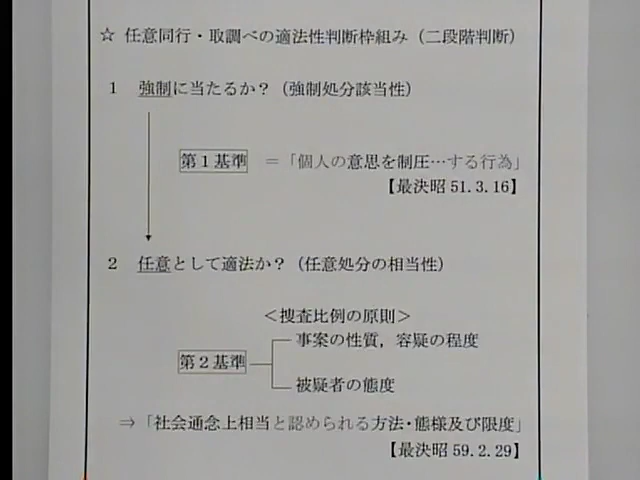 ☆ 任意同行・取調べの適法性判断枠組み（二段階判断）
1 強制に当たるか？（強制処分該当性）
第1基準 ＝「個人の意思を制圧…する行為」
【最決昭 51.3.16】
2 任意として適法か？（任意処分の相当性）
＜捜査比例の原則＞
事案の性質，容疑の程度
第2基準
被疑者の態度
⇒「社会通念上相当と認められる方法・態様及び限度」
【最決昭 59.2.29】